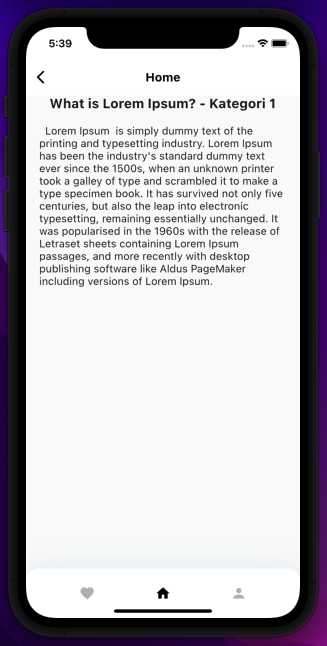 5:39
Home
What is Lorem Ipsum? - Kategori 1
Lorem Ipsum  is simply dummy text of the
printing and typesetting industry. Lorem Ipsum
has been the industry's standard dummy text
ever since the 1500s, when an unknown printer
took a galley of type and scrambled it to make a
type specimen book. It has survived not only five
centuries, but also the leap into electronic
typesetting, remaining essentially unchanged. It
was popularised in the 1960s with the release of
Letraset sheets containing Lorem Ipsum
passages, and more recently with desktop
publishing software like Aldus PageMaker
including versions of Lorem Ipsum.